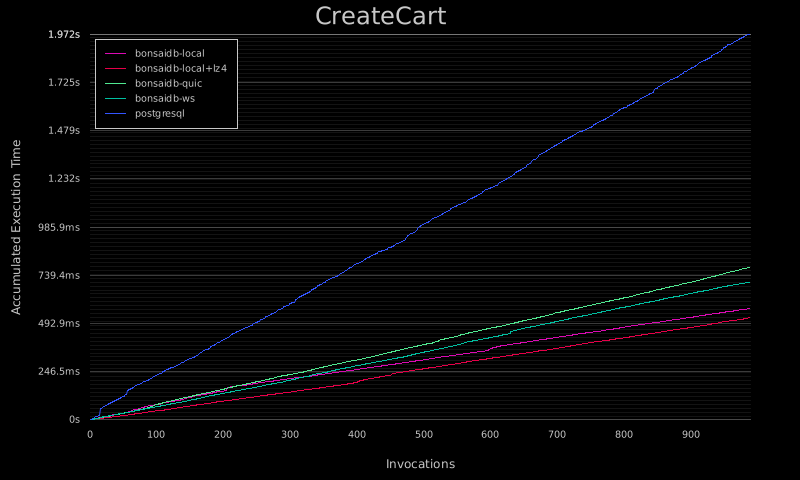 CreateCart
1.972s
1.725s
1.479s
1.232s
985.9ms
739.4ms
492.9ms
246.5ms
0s
bonsaidb-local
bonsaidb-local+lz4
bonsaidb-quic
bonsaidb-ws
postgresql
Accumulated Execution Time
0 100 200 300 400 500 600 700 800 900
Invocations